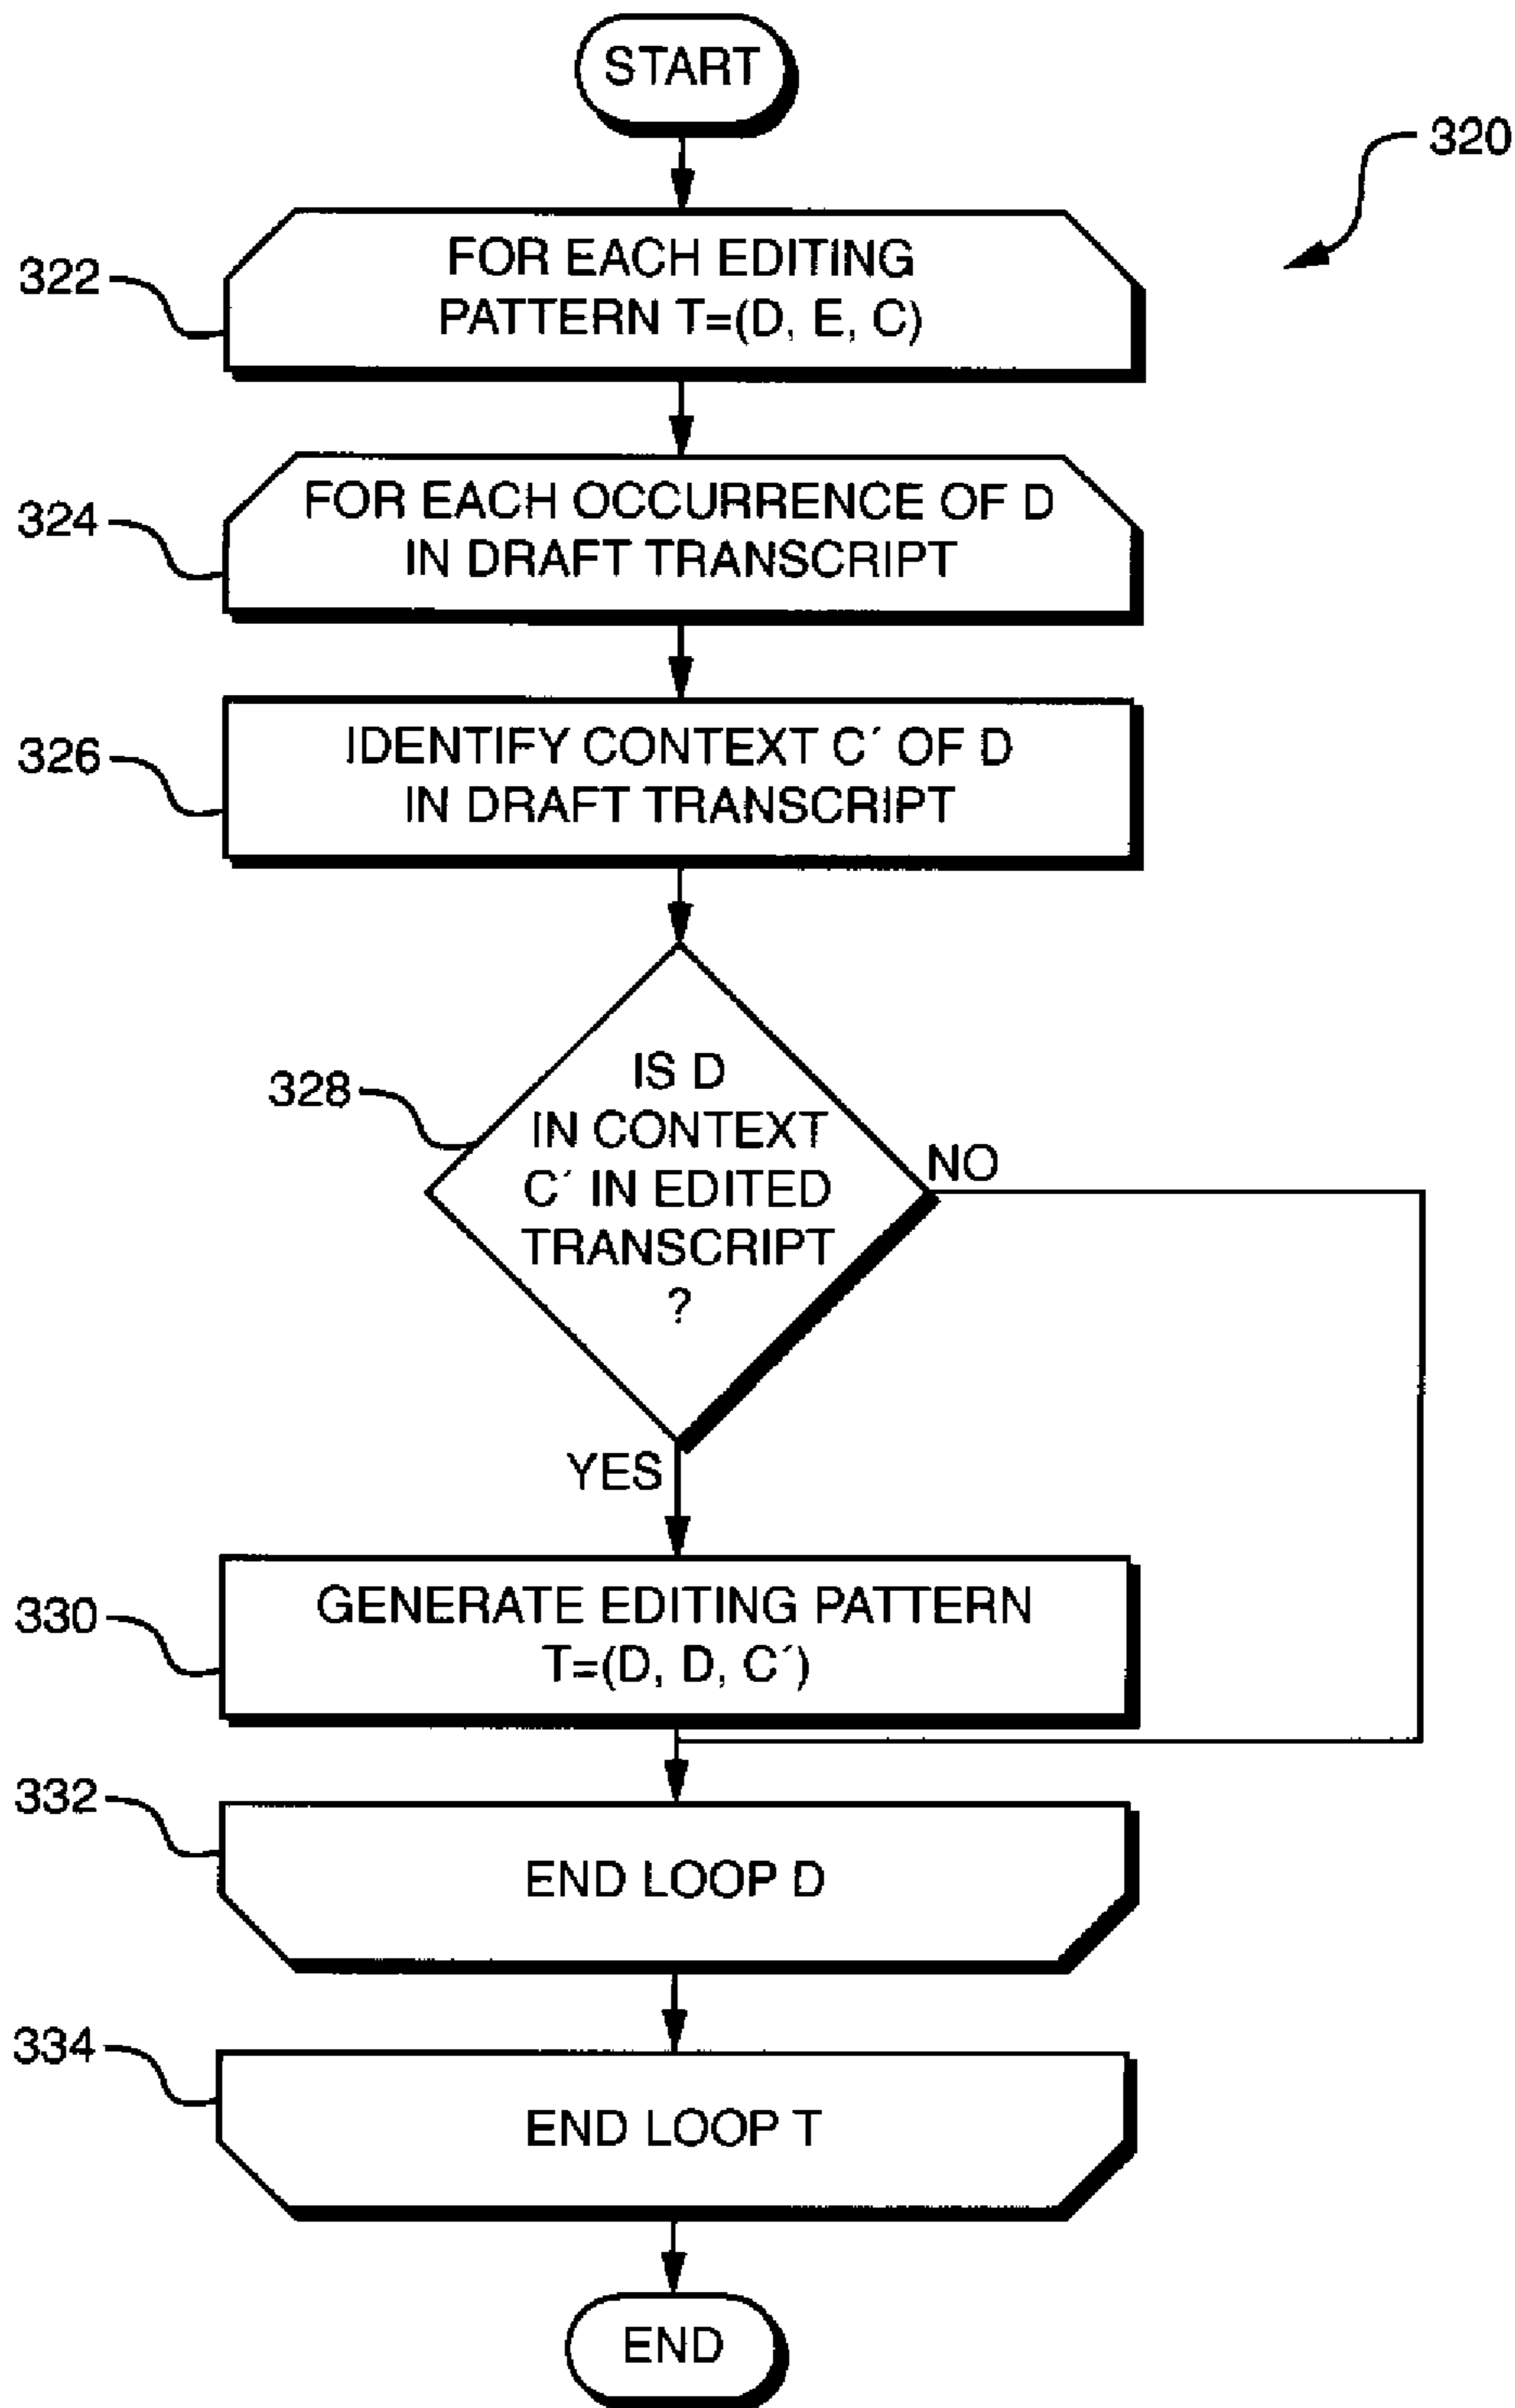 START
320
322
FOR EACH EDITING
PATTERN T=(D, E, C)
324
FOR EACH OCCURRENCE OF D
IN DRAFT TRANSCRIPT
326
IDENTIFY CONTEXT C´ OF D
IN DRAFT TRANSCRIPT
328
IS D
IN CONTEXT
C´ IN EDITED
TRANSCRIPT
?
NO
YES
330
GENERATE EDITING PATTERN
T=(D, D, C´)
332
END LOOP D
334
END LOOP T
END